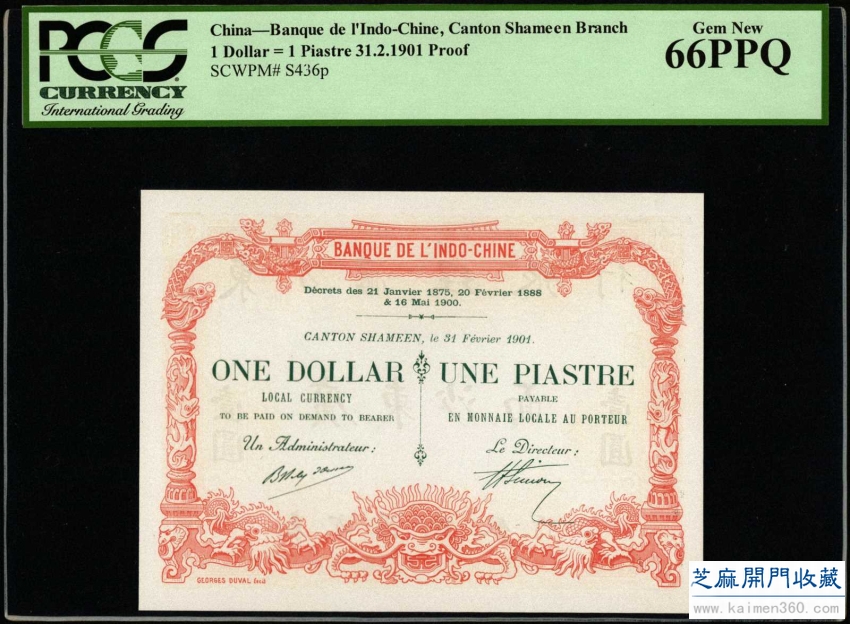 PCGS
CURRENCY
International Grading
China—Banque de l'Indo-Chine, Canton Shameen Branch
1 Dollar = 1 Piastre 31.2.1901 Proof
SCWPM# S436p
Gem New
66PPQ
BANQUE DE L'INDO-CHINE
Décrets des 21 Janvier 1875, 20 Février 1888
& 16 Mai 1900.
CANTON SHAMEEN, le 31 Février 1901.
ONE DOLLAR UNE PIASTRE
LOCAL CURRENCY PAYABLE
TO BE PAID ON DEMAND TO BEARER EN MONNAIE LOCALE AU PORTEUR
Un Administrateur : Le Directeur :
GEORGES DUVAL
芝麻開門收藏
www.kaimen360.com